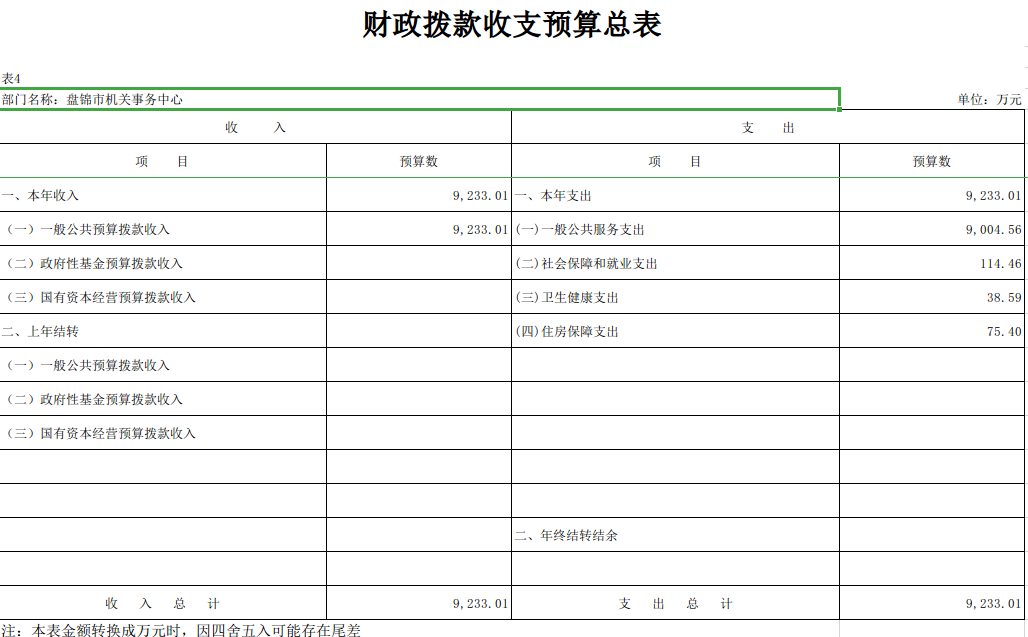 财政拨款收支预算总表
表4
部门名称：盘锦市机关事务中心 单位：万元
收 入 支 出
项 目 预算数 项 目 预算数
一、本年收入 9,233.01 一、本年支出 9,233.01
（一）一般公共预算拨款收入 9,233.01 (一)一般公共服务支出 9,004.56
（二）政府性基金预算拨款收入 (二)社会保障和就业支出 114.46
（三）国有资本经营预算拨款收入 (三)卫生健康支出 38.59
二、上年结转 (四)住房保障支出 75.40
（一）一般公共预算拨款收入
（二）政府性基金预算拨款收入
（三）国有资本经营预算拨款收入
二、年终结转结余
收 入 总 计 9,233.01 支 出 总 计 9,233.01
注：本表金额转换成万元时，因四舍五入可能存在尾差